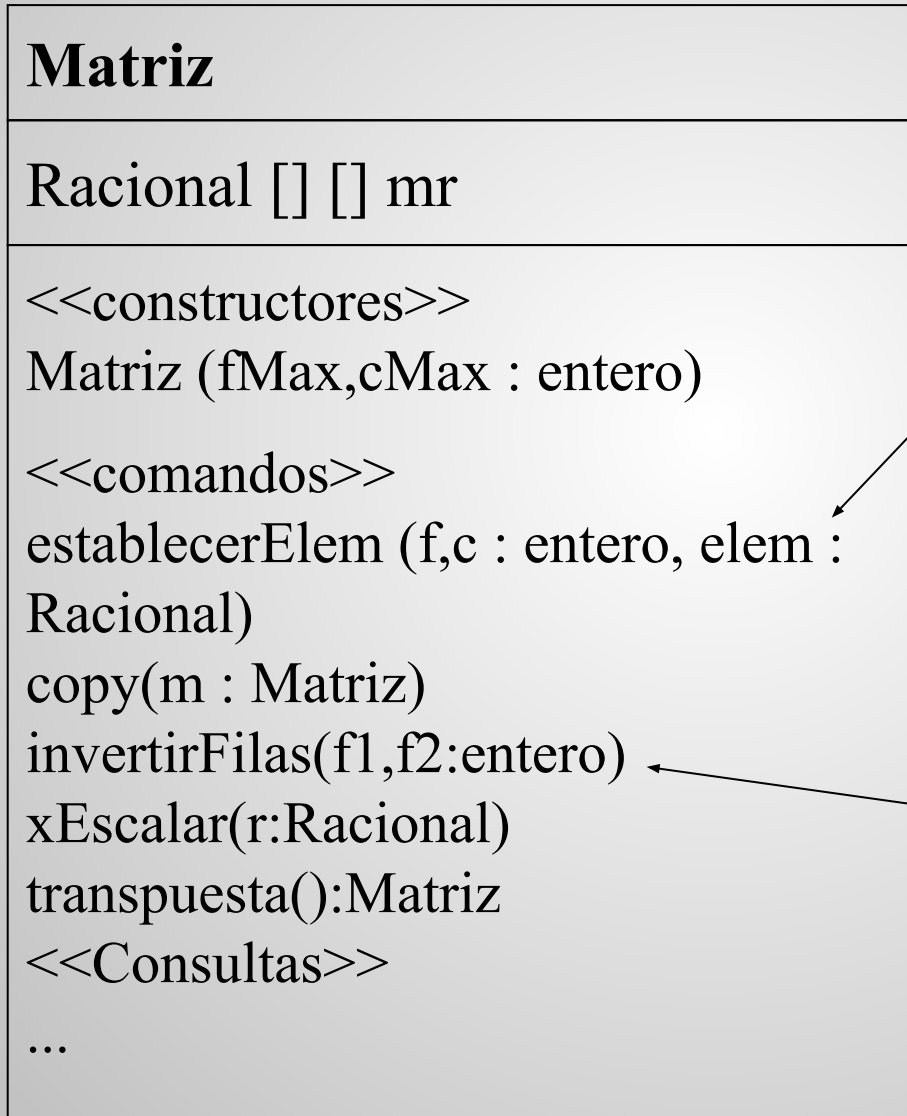 Matriz
Racional [] [] mr
<<constructores>>
Matriz (fMax,cMax : entero)
<<comandos>>
establecerElem (f,c : entero, elem :
Racional)
copy(m : Matriz)
invertirFilas(f1,f2:entero)
xEscalar(r:Racional)
transpuesta():Matriz
<<Consultas>>
...